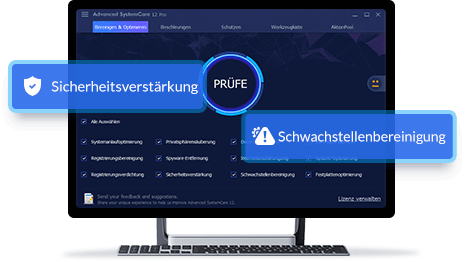 Advanced SystemCare 12 Pro
Bereinigen & Optimieren Beschleunigen Schützen Werkzeugkiste AktionPool
Sicherheitsverstärkung
PRÜFE
Schwachstellenbereinigung
Alle Auswählen
Systemanlaufoptimierung Privatsphärensäuberung
Registrierungsbereinigung Spyware-Entfernung
Registrierungsverdichtung Sicherheitsverstärkung Schwachstellenbereinigung Festplattenoptimierung
Send your feedback and suggestions.
Share your unique experience to help us improve Advanced SystemCare 12.
Lizenz verwalten